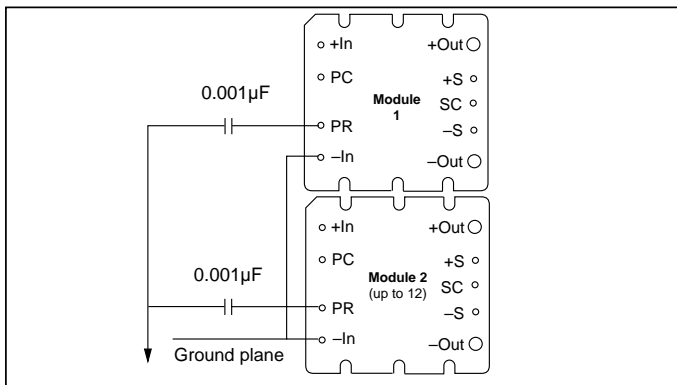 +In
+Out
PC
+S
Module
1
SC
0.001µF
PR
–S
–In
–Out
+In
+Out
PC
+S
Module 2
(up to 12)
SC
0.001µF
PR
–S
–In
–Out
Ground plane